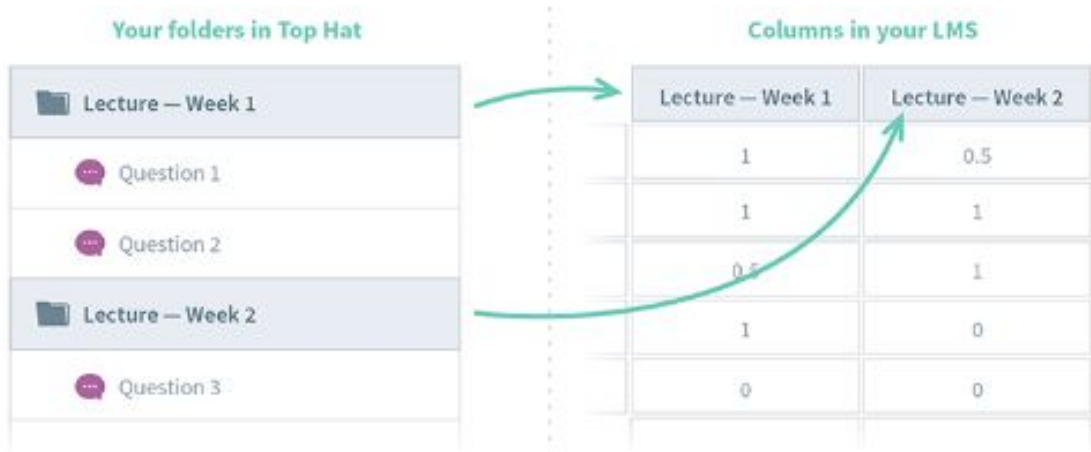 Your folders in Top Hat
Lecture — Week 1
Question 1
Question 2
Lecture — Week 2
Question 3
Columns in your LMS
Lecture — Week 1 Lecture — Week 2
1 0.5
1 1
0.5 1
1 0
0 0